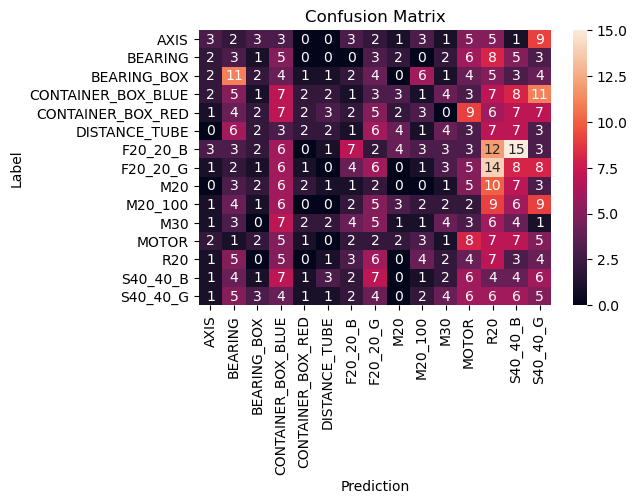 Confusion Matrix
AXIS 3 2 3 3 0 0 3 2 1 3 1 5 5 1 9
BEARING 2 3 1 5 0 0 0 3 2 0 2 6 8 5 3
BEARING_BOX 2 11 2 4 1 1 2 4 0 6 1 4 5 3 4
CONTAINER_BOX_BLUE 2 5 1 7 2 2 1 3 3 1 4 3 7 8 11
CONTAINER_BOX_RED 1 4 2 7 2 3 2 5 2 3 0 9 6 7 7
DISTANCE_TUBE 0 6 2 3 2 2 1 6 4 1 4 3 7 7 3
F20_20_B 3 3 2 6 0 1 7 2 4 3 3 3 12 15 3
F20_20_G 1 2 1 6 1 0 4 6 0 1 3 5 14 8 8
M20 1 3 2 6 2 1 1 2 0 0 1 5 10 7 3
M20_100 1 4 1 6 0 0 2 5 3 2 2 2 9 6 9
M30 1 3 0 7 2 2 4 5 1 1 4 3 6 4 1
MOTOR 2 1 2 5 1 0 2 2 2 3 1 8 7 7 5
R20 1 5 0 5 0 1 3 6 0 4 2 4 7 3 4
S40_40_B 1 4 1 7 1 3 2 7 0 1 2 6 4 4 6
S40_40_G 1 5 3 4 1 1 2 4 0 2 4 6 6 6 5
Label
AXIS
BEARING
BEARING_BOX
CONTAINER_BOX_BLUE
CONTAINER_BOX_RED
DISTANCE_TUBE
F20_20_B
F20_20_G
M20
M20_100
M30
MOTOR
R20
S40_40_B
S40_40_G
Prediction
15.0
12.5
10.0
7.5
5.0
2.5
0.0